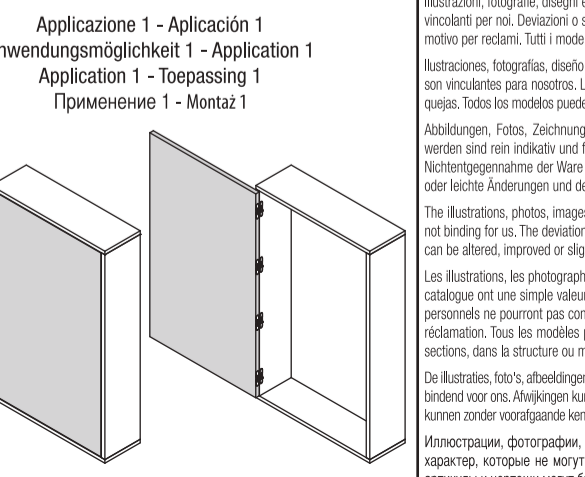 Applicazione 1 - Aplicación 1
nwendungsmöglichkeit 1 - Application 1
Application 1 - Toepassing 1
Применение 1 - Montaż 1
Illustrazioni, fotografie, disegni e
vincolanti per noi. Deviazioni o s
motivo per reclami. Tutti i mode
Ilustraciones, fotografías, diseño
son vinculantes para nosotros. L
quejas. Todos los modelos puede
Abbildungen, Fotos, Zeichnung
werden sind rein indikativ und f
Nichtentgegennahme der Ware
oder leichte Änderungen und de
The illustrations, photos, images
not binding for us. The deviation
can be altered, improved or slig
Les illustrations, les photograph
catalogue ont une simple valeur
personnels ne pourront pas con
réclamation. Tous les modèles p
sections, dans la structure ou m
De illustraties, foto's, afbeeldingen
bindend voor ons. Afwijkingen kun
kunnen zonder voorafgaande ken
Иллюстрации, фотографии,
характер, которые не могут